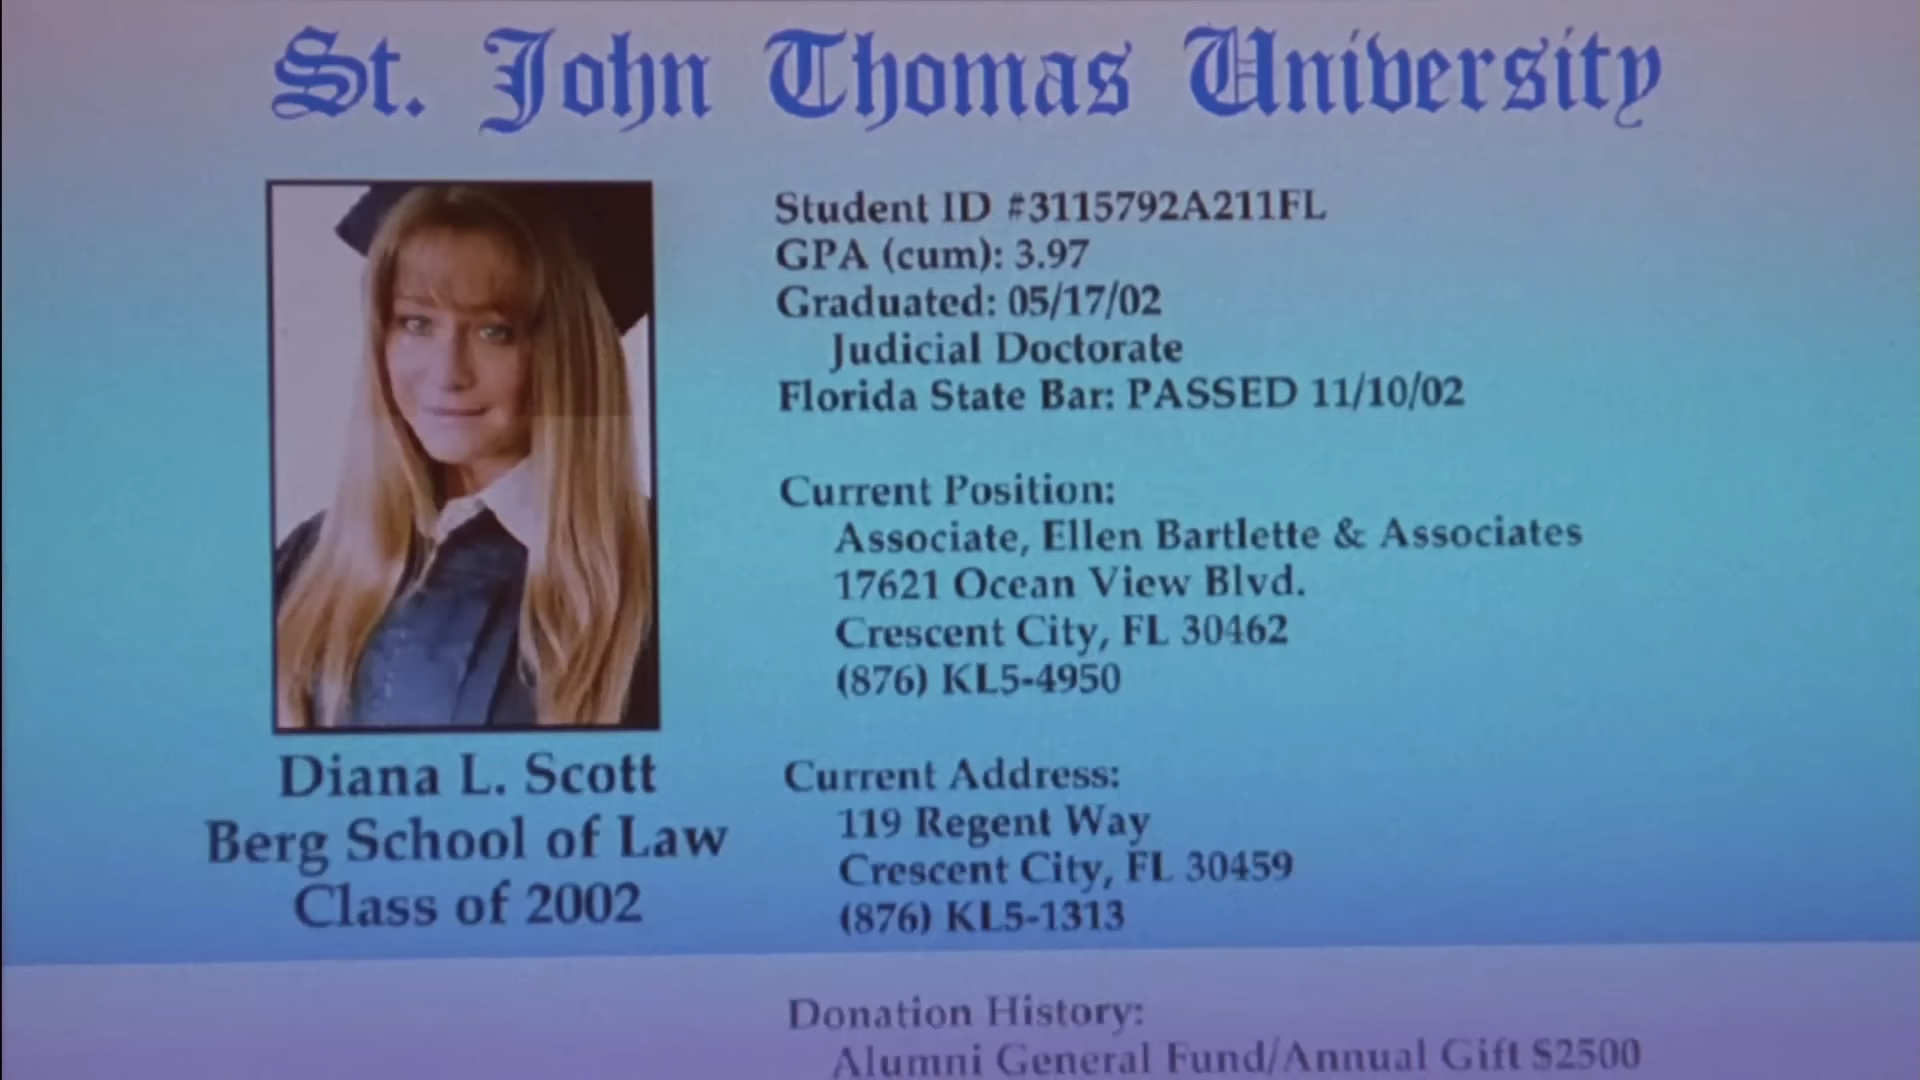 St. John Thomas University
Student ID #3115792A211FL
GPA (cum): 3.97
Graduated: 05/17/02
Judicial Doctorate
Florida State Bar: PASSED 11/10/02
Current Position:
Associate, Ellen Bartlette & Associates
17621 Ocean View Blvd.
Crescent City, FL 30462
(876) KL5-4950
Diana L. Scott
Berg School of Law
Class of 2002
Current Address:
119 Regent Way
Crescent City, FL 30459
(876) KL5-1313
Donation History:
Alumni General Fund/Annual Gift $2500